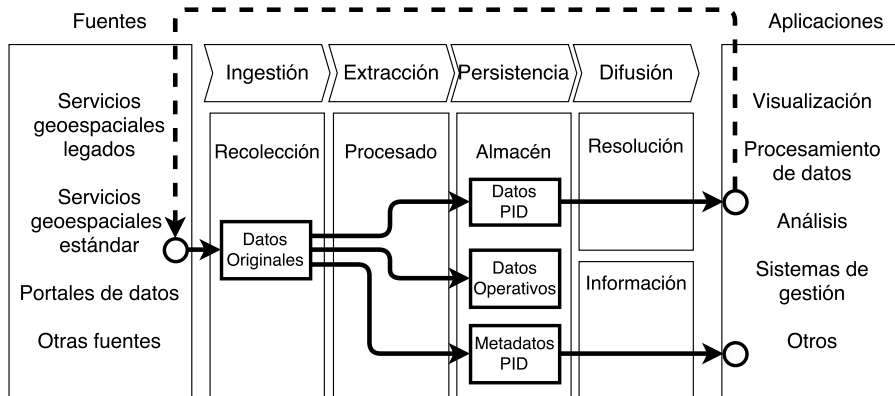 Fuentes
Aplicaciones
Ingestión
Extracción
Persistencia
Difusión
Servicios
geoespaciales
legados
Servicios
geoespaciales
estándar
Portales de datos
Otras fuentes
Recolección
Datos
Originales
Procesado
Almacén
Datos
PID
Datos
Operativos
Metadatos
PID
Resolución
Información
Visualización
Procesamiento
de datos
Análisis
Sistemas de
gestión
Otros